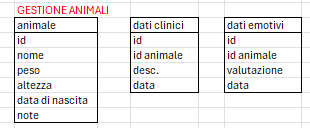 GESTIONE ANIMALI
animale
id
nome
peso
altezza
data di nascita
note
dati clinici
id
id animale
desc.
data
dati emotivi
id
id animale
valutazione
data